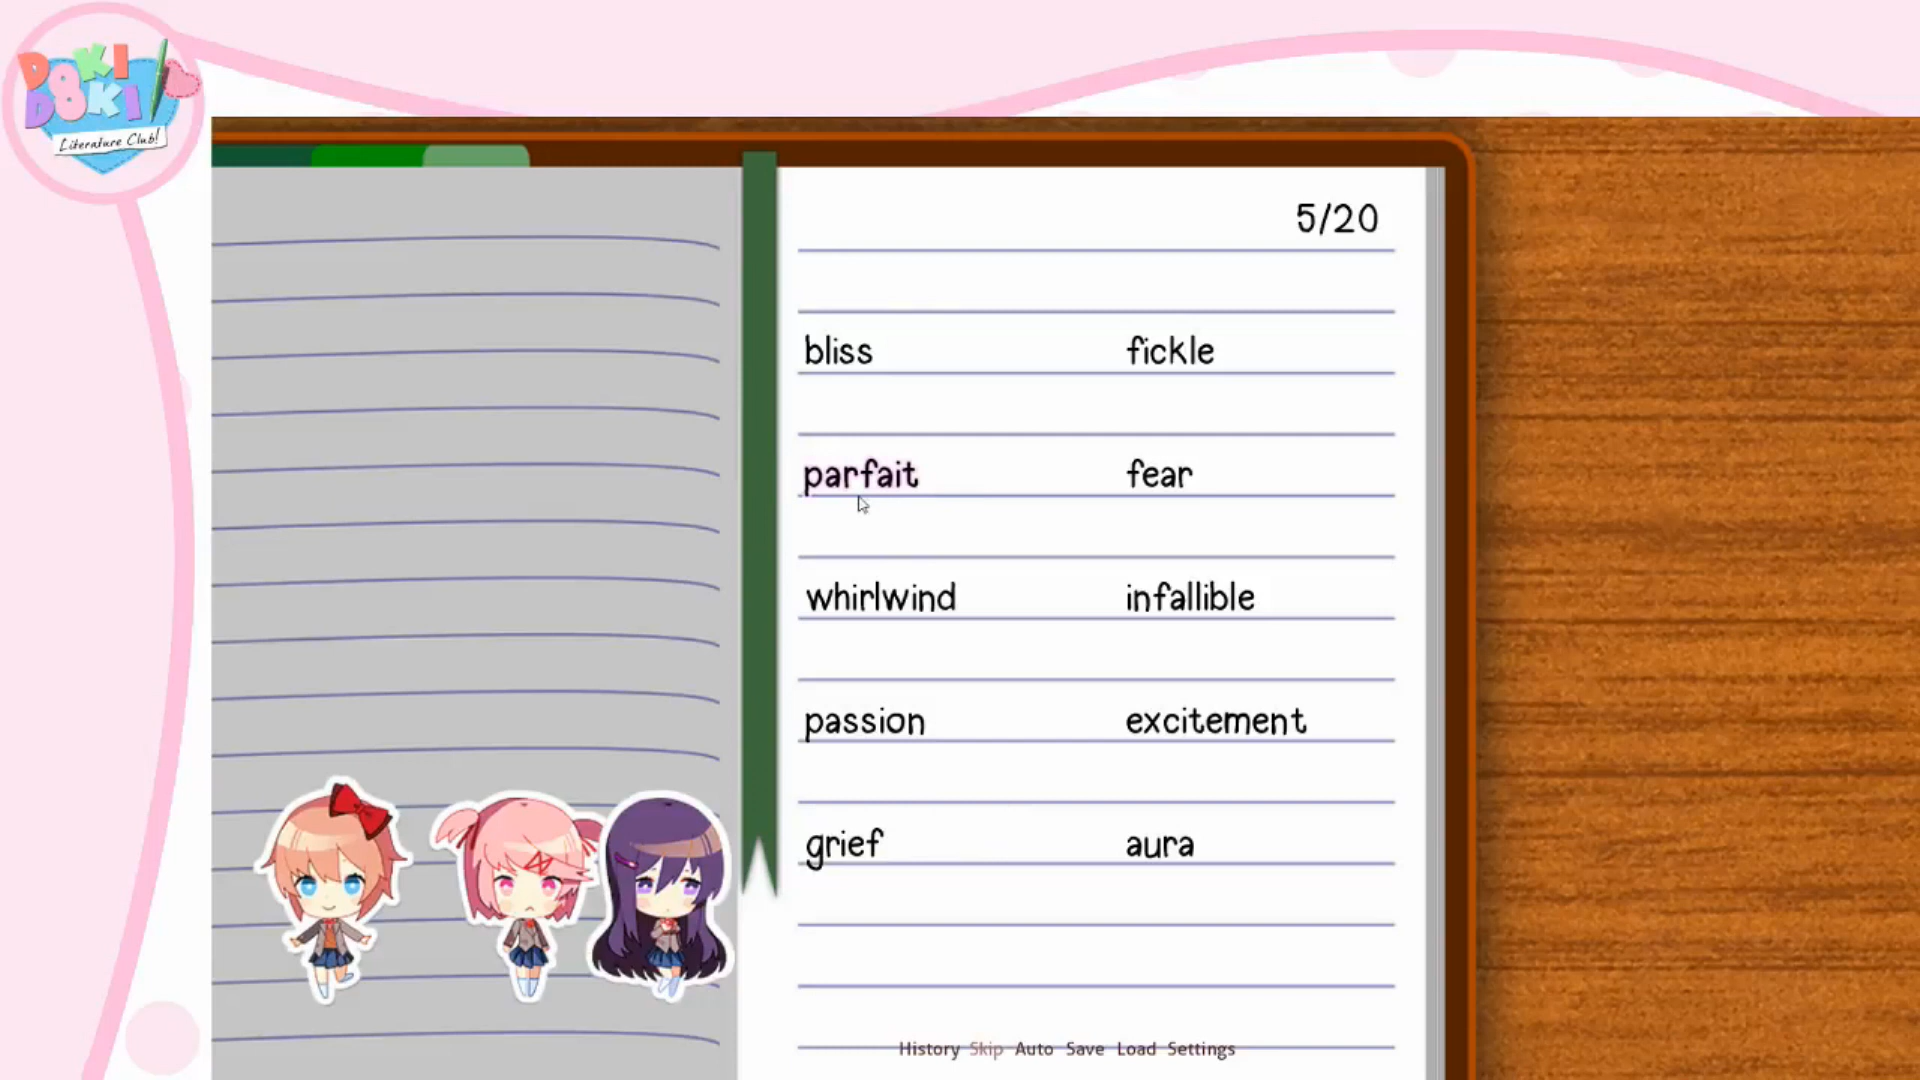 DOKI
DOKI
Literature Club!
5/20
bliss fickle
parfait fear
whirlwind infallible
passion excitement
grief aura
History Skip Auto Save Load Settings